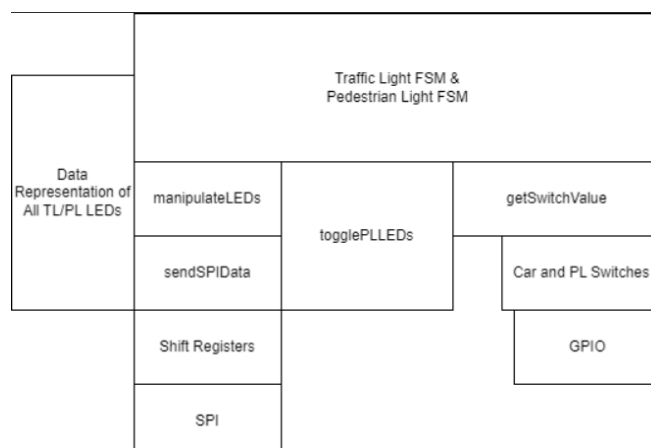 Traffic Light FSM &
Pedestrian Light FSM
Data
Representation of
All TL/PL LEDs
manipulateLEDs
togglePLLEDs
getSwitchValue
sendSPIData
Car and PL Switches
Shift Registers
GPIO
SPI